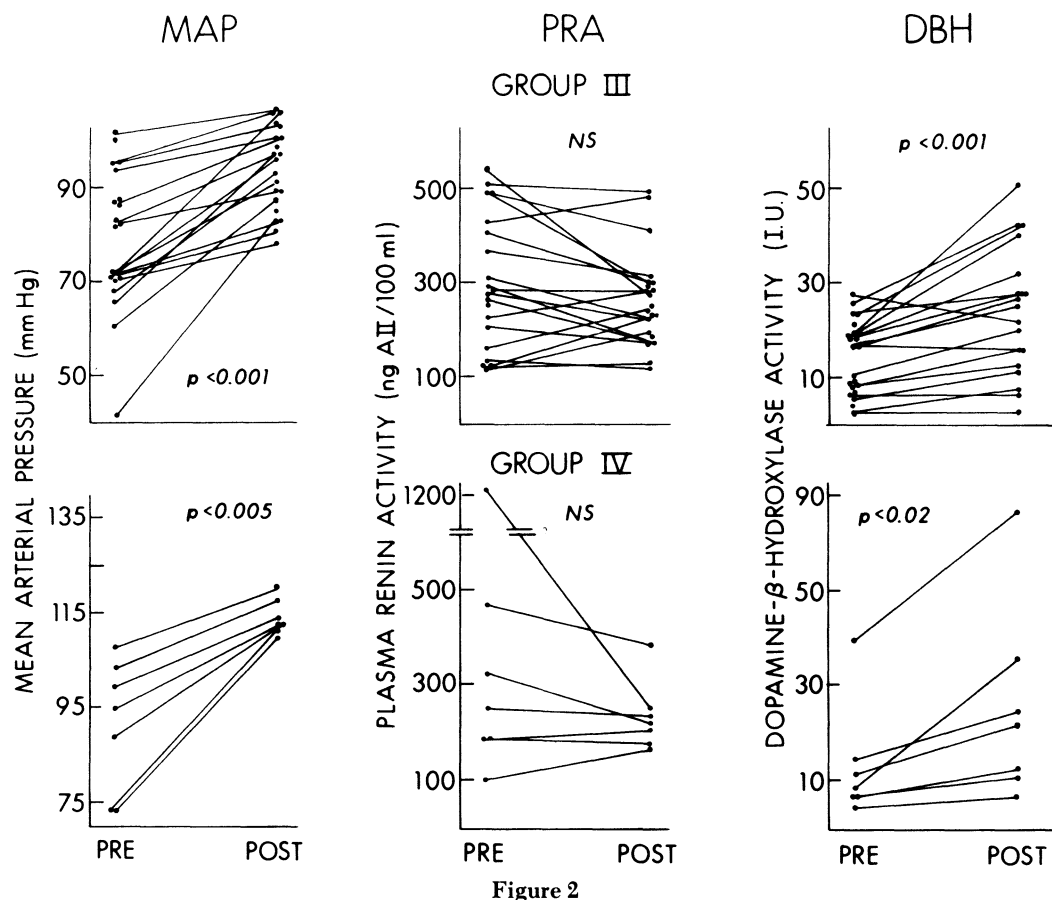 MAP PRA DBH
GROUP III
MEAN ARTERIAL PRESSURE (mm Hg)
90
70
50
p <0.001
PLASMA RENIN ACTIVITY (ng AII/100 ml)
NS
500
300
100
DOPAMINE-β-HYDROXYLASE ACTIVITY (I.U.)
p <0.001
50
30
10
GROUP IV
135
115
95
75
p <0.005
PRE POST
1200
500
300
100
NS
PRE POST
90
50
30
10
p <0.02
PRE POST
Figure 2